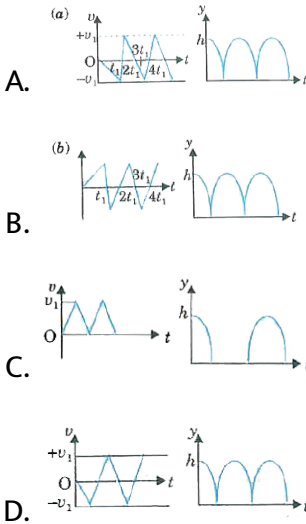 (a) v y
+v₁ h
3t₁
O t₁ 2t₁ 4t₁ t t
−v₁
A.
(b) y
h
3t₁
t₁ 2t₁ 4t₁ t t
B.
v y
v₁ h
O t
C.
v y
+v₁ h
O t
−v₁ t
D.